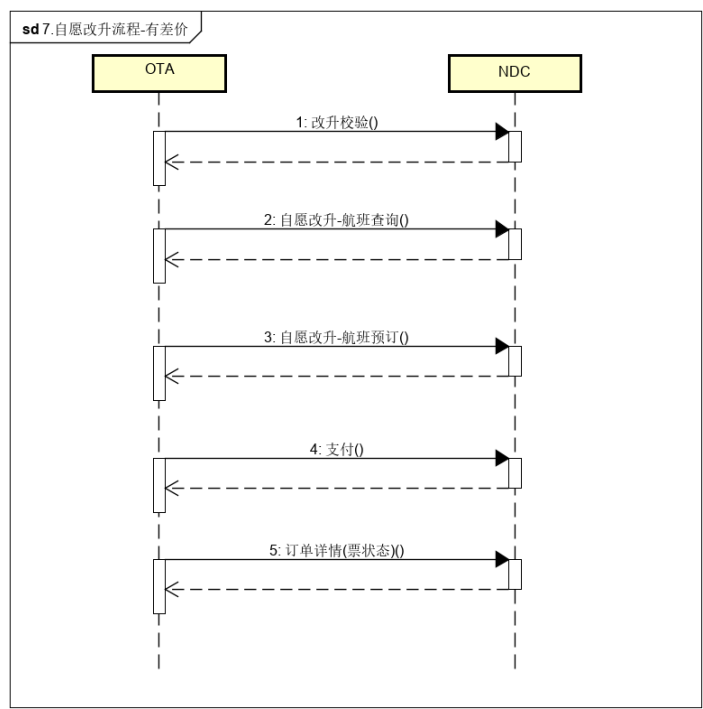 sd 7.自愿改升流程-有差价
OTA
NDC
1: 改升校验()
2: 自愿改升-航班查询()
3: 自愿改升-航班预订()
4: 支付()
5: 订单详情(票状态)()